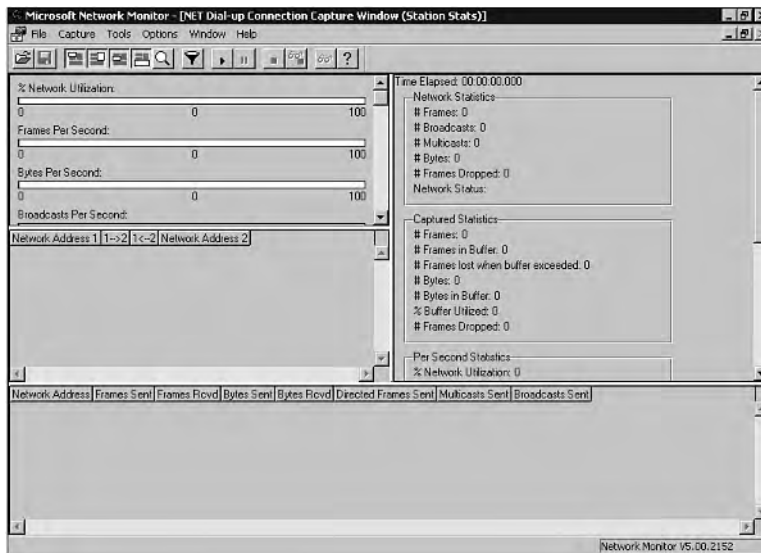 Microsoft Network Monitor - [NET Dial-up Connection Capture Window (Station Stats)]
File Capture Tools Options Window Help
% Network Utilization:
0 0 100
Frames Per Second:
0 0 100
Bytes Per Second:
0 0 100
Broadcasts Per Second:
Time Elapsed: 00:00:00.000
Network Statistics
# Frames: 0
# Broadcasts: 0
# Multicasts: 0
# Bytes: 0
# Frames Dropped: 0
Network Status:
Captured Statistics
# Frames: 0
# Frames in Buffer: 0
# Frames lost when buffer exceeded: 0
# Bytes: 0
# Bytes in Buffer: 0
% Buffer Utilized: 0
# Frames Dropped: 0
Per Second Statistics
% Network Utilization: 0
Network Address 1 1-->2 1<--2 Network Address 2
Network Address Frames Sent Frames Rcvd Bytes Sent Bytes Rcvd Directed Frames Sent Multicasts Sent Broadcasts Sent
Network Monitor V5.00.2152